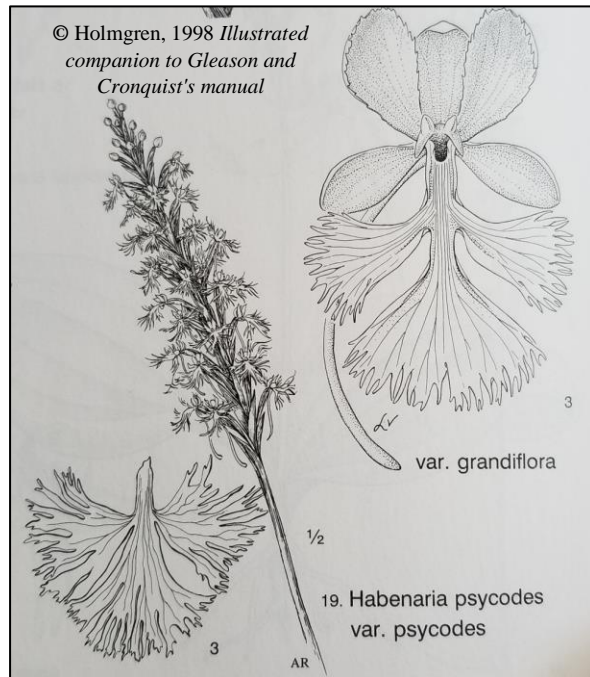 © Holmgren, 1998 Illustrated
companion to Gleason and
Cronquist's manual
3
var. grandiflora
½
19. Habenaria psycodes
var. psycodes
3
AR